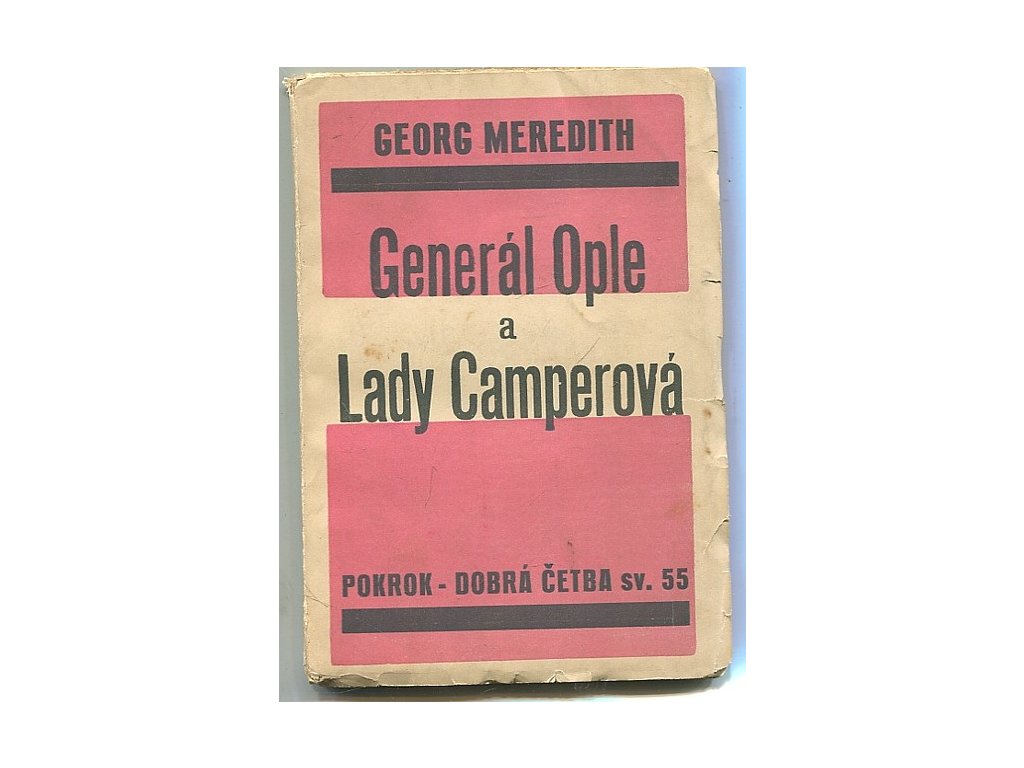 GEORG MEREDITH
Generál Ople
a
Lady Camperová
POKROK - DOBRÁ ČETBA sv. 55